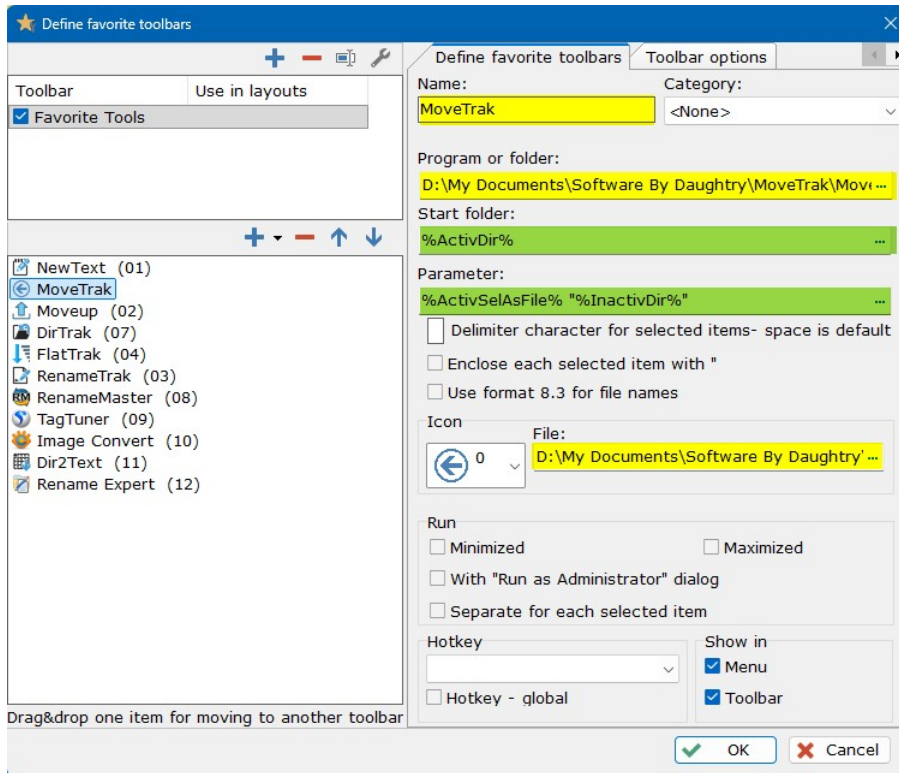 Define favorite toolbars
Toolbar Use in layouts
Favorite Tools
NewText (01)
MoveTrak
Moveup (02)
DirTrak (07)
FlatTrak (04)
RenameTrak (03)
RenameMaster (08)
TagTuner (09)
Image Convert (10)
Dir2Text (11)
Rename Expert (12)
Drag&drop one item for moving to another toolbar
Define favorite toolbars Toolbar options
Name: Category:
MoveTrak <None>
Program or folder:
D:\My Documents\Software By Daughtry\MoveTrak\Move ...
Start folder:
%ActivDir% ...
Parameter:
%ActivSelAsFile% "%InactivDir%" ...
Delimiter character for selected items- space is default
Enclose each selected item with "
Use format 8.3 for file names
Icon
File:
0 D:\My Documents\Software By Daughtry\ ...
Run
Minimized Maximized
With "Run as Administrator" dialog
Separate for each selected item
Hotkey Show in
Menu
Hotkey - global Toolbar
OK Cancel